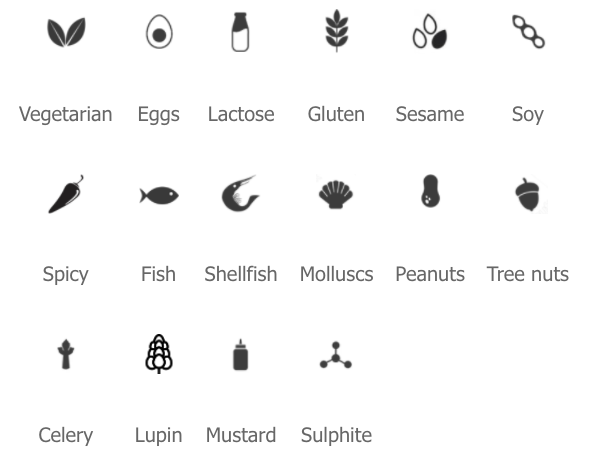 Vegetarian Eggs Lactose Gluten Sesame Soy
Spicy Fish Shellfish Molluscs Peanuts Tree nuts
Celery Lupin Mustard Sulphite